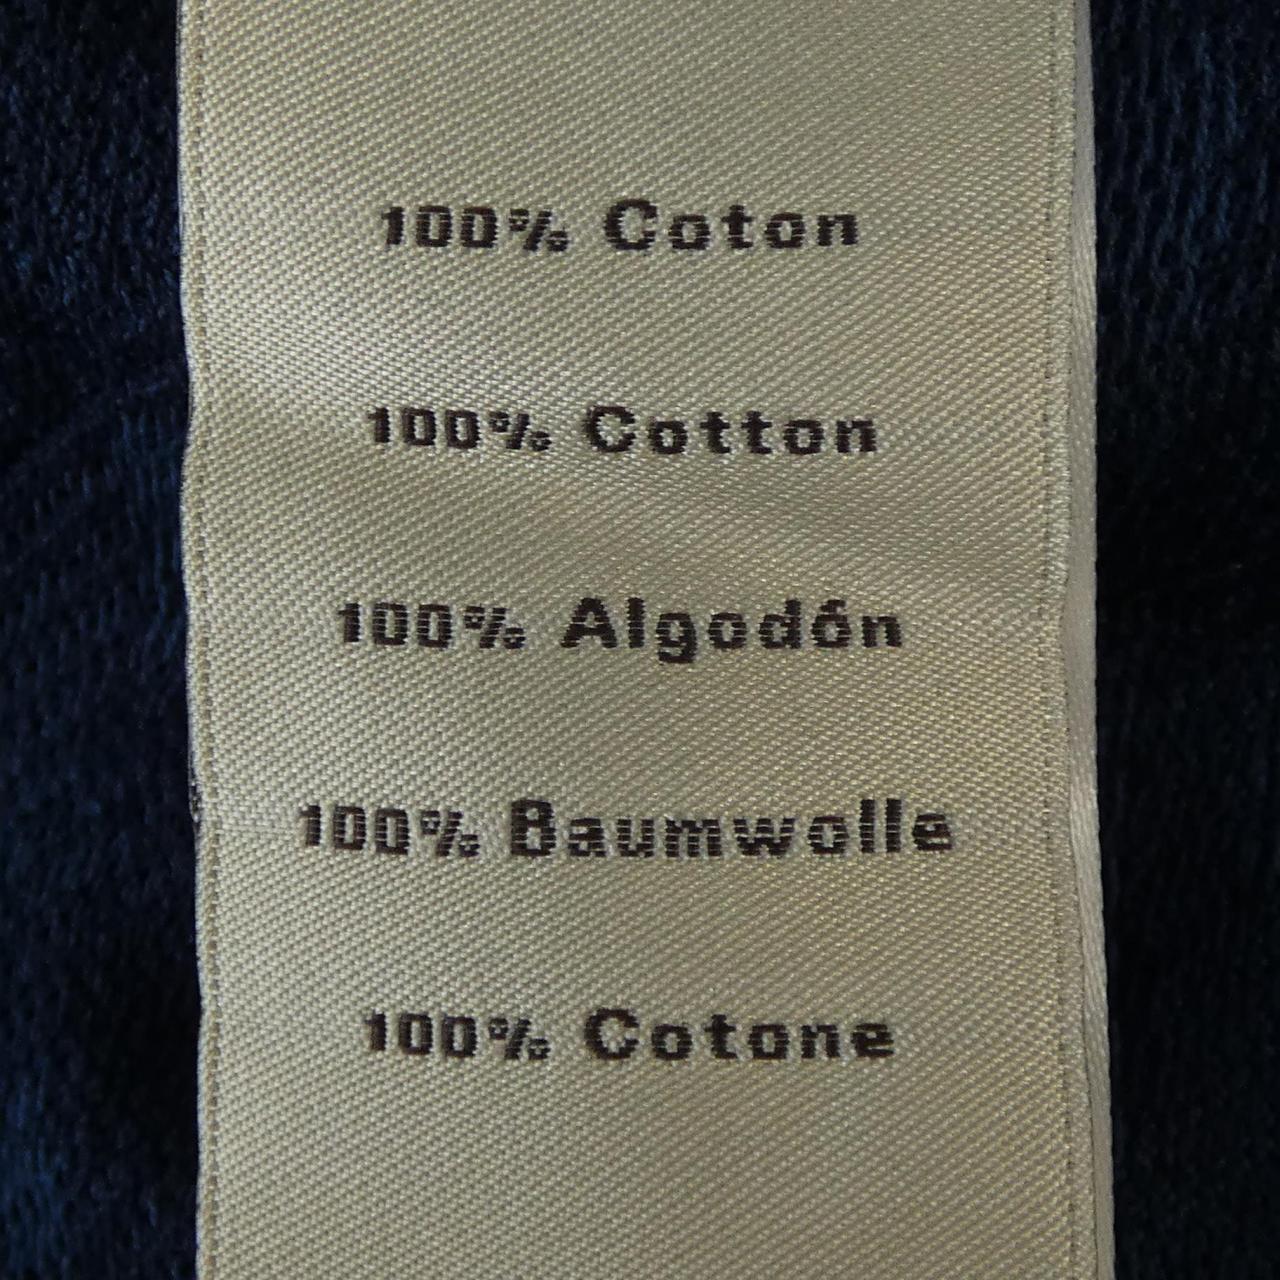 100% Coton
100% Cotton
100% Algodón
100% Baumwolle
100% Cotone